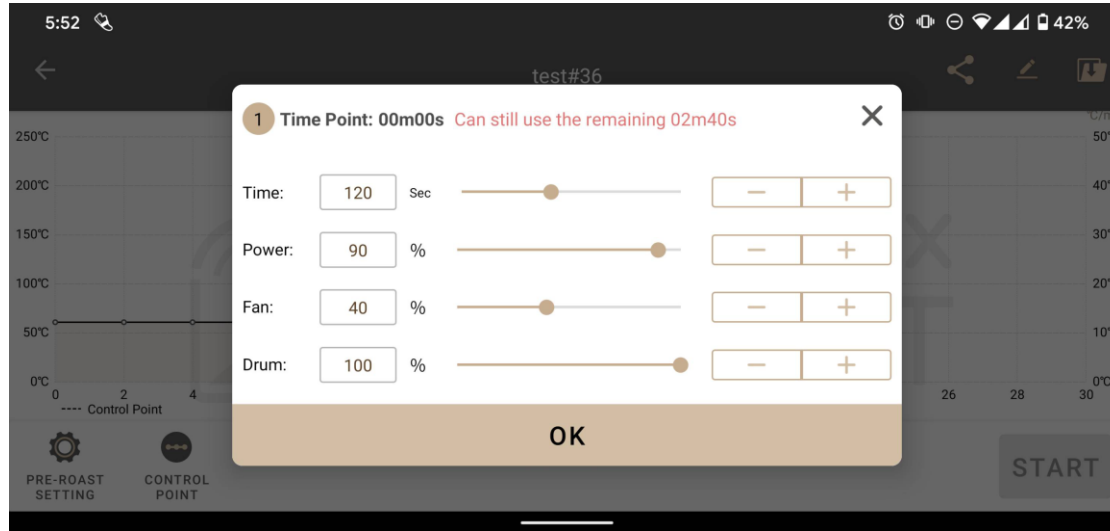 5:52 42%
test#36
1 Time Point: 00m00s Can still use the remaining 02m40s
250℃ 50°
200℃ 40°
150℃ 30°
100℃ 20°
50℃ 10°
0℃ 0℃
Time: 120 Sec
Power: 90 %
Fan: 40 %
Drum: 100 %
OK
0 2 4 26 28 30
---- Control Point
PRE-ROAST SETTING
CONTROL POINT
START